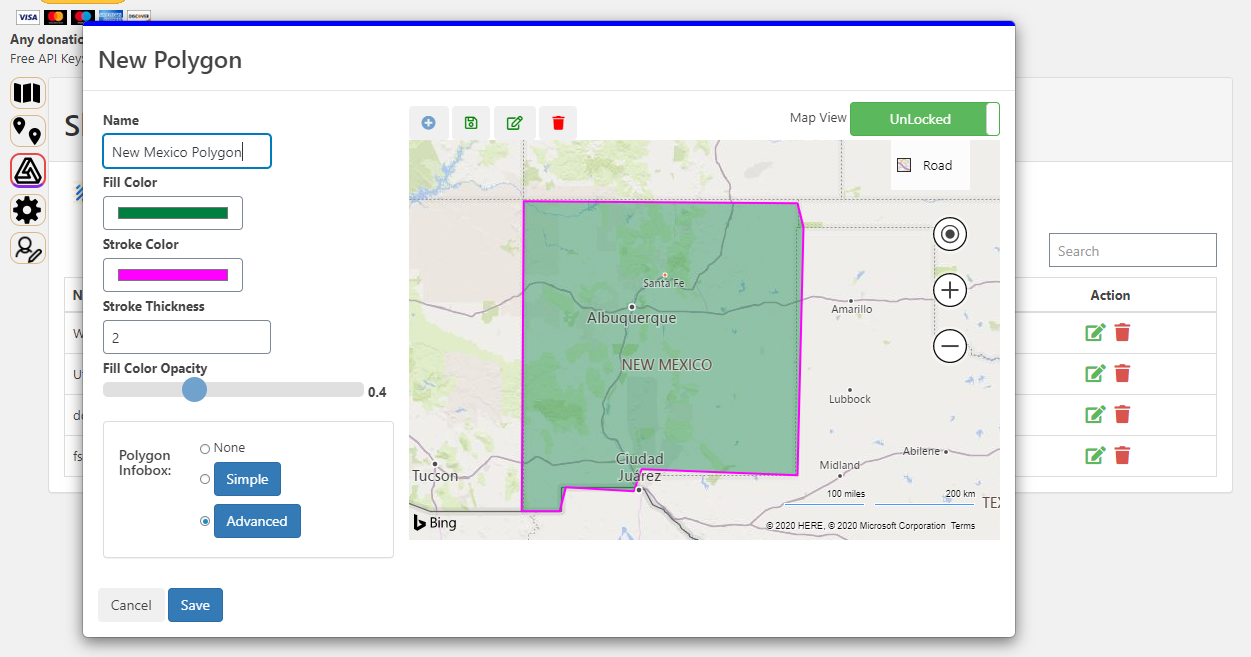 VISA
DISCOVER
Any donatio
Free API Key
New Polygon
Name
New Mexico Polygon
Fill Color
Stroke Color
Stroke Thickness
2
Fill Color Opacity
0.4
Polygon
Infobox:
None
Simple
Advanced
Cancel
Save
Map View
UnLocked
Road
Santa Fe
Albuquerque
Amarillo
NEW MEXICO
Lubbock
Ciudad
Juárez
Tucson
Abilene
Midland
100 miles
200 km
TEX
Bing
© 2020 HERE, © 2020 Microsoft Corporation Terms
S
N
W
U
d
fs
Search
Action